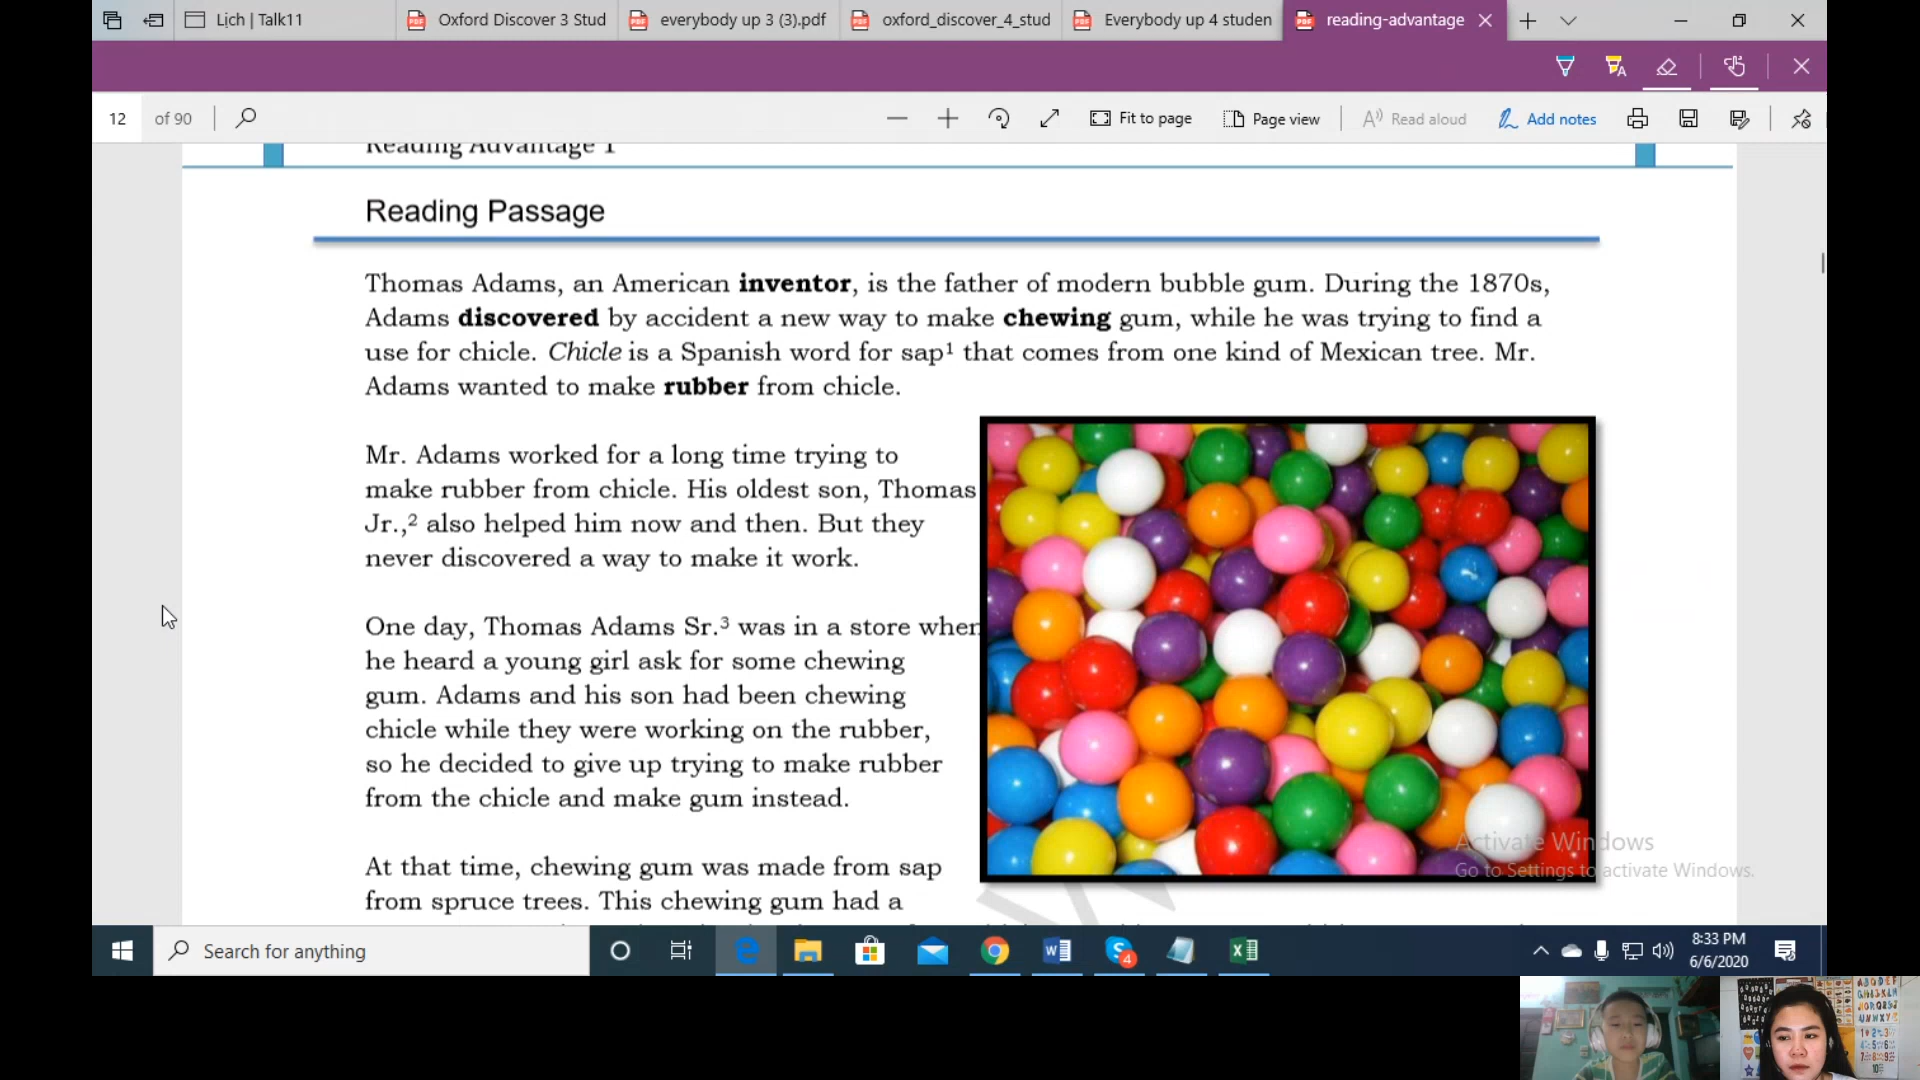 Lịch | Talk11
Oxford Discover 3 Stud
everybody up 3 (3).pdf
oxford_discover_4_stud
Everybody up 4 studen
reading-advantage
12 of 90
Fit to page
Page view
Read aloud
Add notes
Reading Advantage 1
Reading Passage
Thomas Adams, an American inventor, is the father of modern bubble gum. During the 1870s,
Adams discovered by accident a new way to make chewing gum, while he was trying to find a
use for chicle. Chicle is a Spanish word for sap1 that comes from one kind of Mexican tree. Mr.
Adams wanted to make rubber from chicle.
Mr. Adams worked for a long time trying to
make rubber from chicle. His oldest son, Thomas
Jr.,2 also helped him now and then. But they
never discovered a way to make it work.
One day, Thomas Adams Sr.3 was in a store when
he heard a young girl ask for some chewing
gum. Adams and his son had been chewing
chicle while they were working on the rubber,
so he decided to give up trying to make rubber
from the chicle and make gum instead.
At that time, chewing gum was made from sap
from spruce trees. This chewing gum had a
Activate Windows
Go to Settings to activate Windows.
Search for anything
4
8:33 PM
6/6/2020